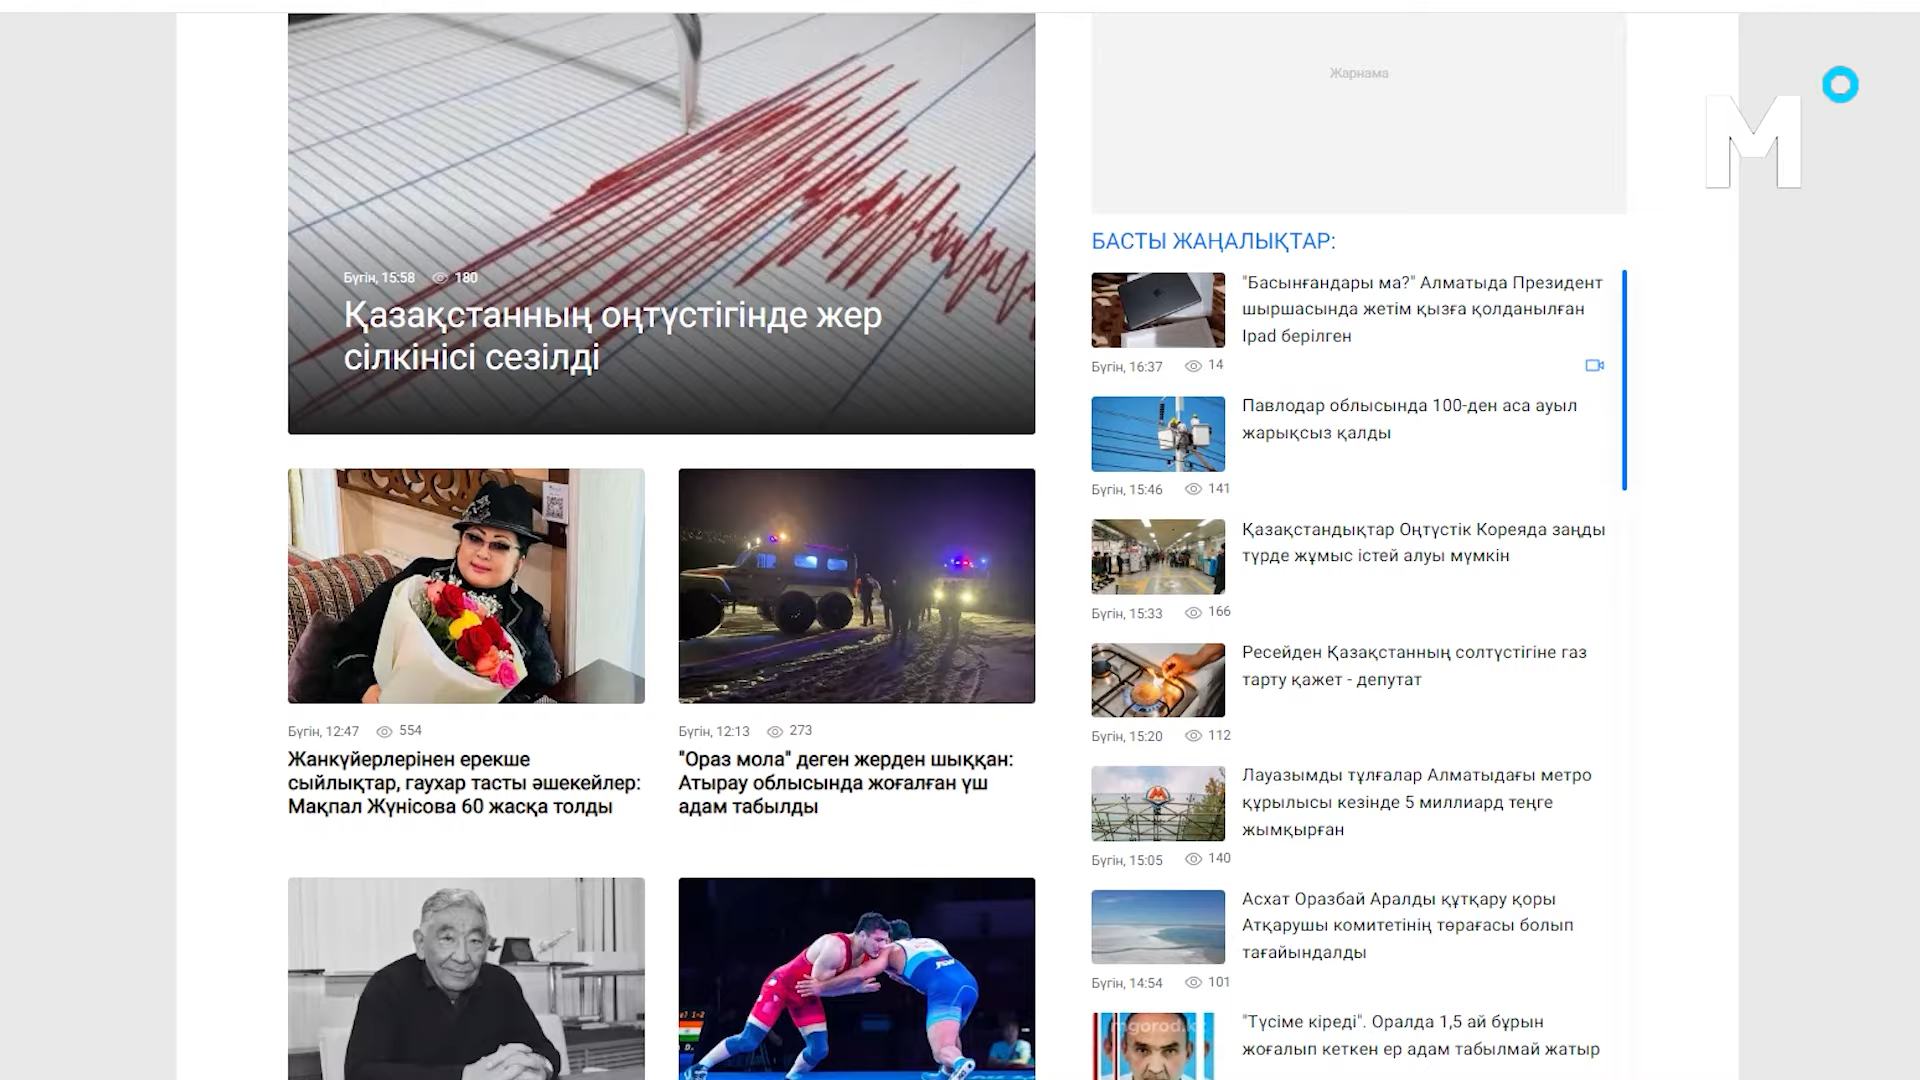 Жарнама
М
Бүгін, 15:58 180
Қазақстанның оңтүстігінде жер
сілкінісі сезілді
Бүгін, 12:47 554
Жанкүйерлерінен ерекше
сыйлықтар, гаухар тасты әшекейлер:
Мақпал Жүнісова 60 жасқа толды
Бүгін, 12:13 273
"Ораз мола" деген жерден шыққан:
Атырау облысында жоғалған үш
адам табылды
БАСТЫ ЖАҢАЛЫҚТАР:
"Басынғандары ма?" Алматыда Президент
шыршасында жетім қызға қолданылған
Ipad берілген
Бүгін, 16:37 14
Павлодар облысында 100-ден аса ауыл
жарықсыз қалды
Бүгін, 15:46 141
Қазақстандықтар Оңтүстік Кореяда заңды
түрде жұмыс істей алуы мүмкін
Бүгін, 15:33 166
Ресейден Қазақстанның солтүстігіне газ
тарту қажет - депутат
Бүгін, 15:20 112
Лауазымды тұлғалар Алматыдағы метро
құрылысы кезінде 5 миллиард теңге
жымқырған
Бүгін, 15:05 140
Асхат Оразбай Аралды құтқару қоры
Атқарушы комитетінің төрағасы болып
тағайындалды
Бүгін, 14:54 101
"Түсіме кіреді". Оралда 1,5 ай бұрын
жоғалып кеткен ер адам табылмай жатыр